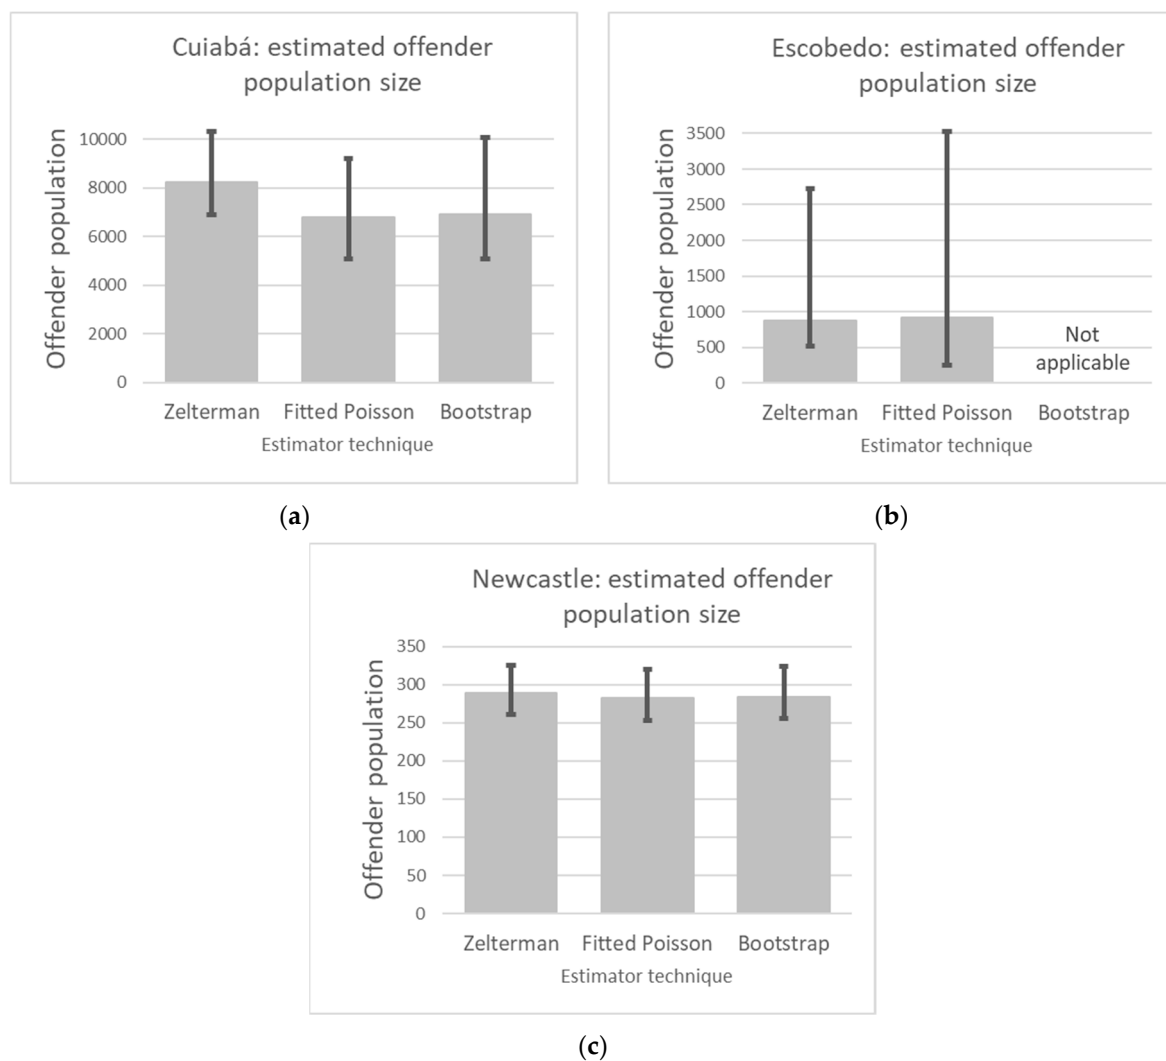 Cuiabá: estimated offender
population size
Offender population
10000
8000
6000
4000
2000
0
Zelterman Fitted Poisson Bootstrap
Estimator technique
(a)
Escobedo: estimated offender
population size
Offender population
3500
3000
2500
2000
1500
1000
500
0
Not
applicable
Zelterman Fitted Poisson Bootstrap
Estimator technique
(b)
Newcastle: estimated offender
population size
Offender population
350
300
250
200
150
100
50
0
Zelterman Fitted Poisson Bootstrap
Estimator technique
(c)